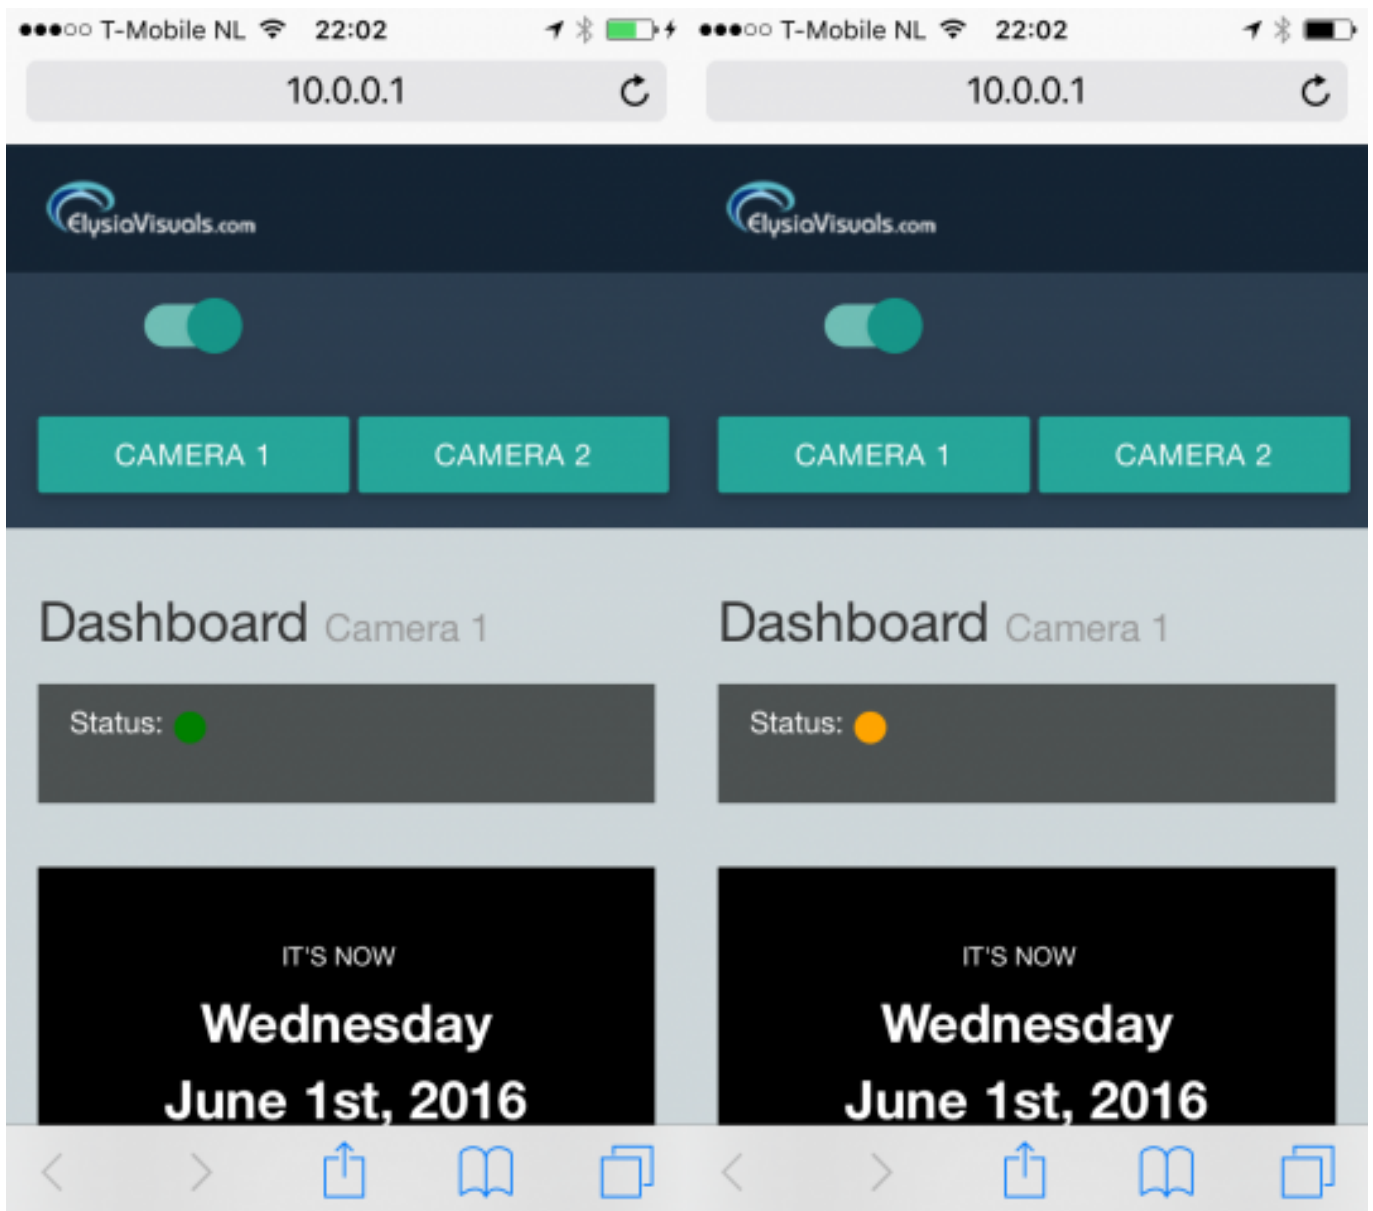 T-Mobile NL 22:02
10.0.0.1
ElysiaVisuals.com
CAMERA 1 CAMERA 2
Dashboard Camera 1
Status:
IT'S NOW
Wednesday
June 1st, 2016
T-Mobile NL 22:02
10.0.0.1
ElysiaVisuals.com
CAMERA 1 CAMERA 2
Dashboard Camera 1
Status:
IT'S NOW
Wednesday
June 1st, 2016